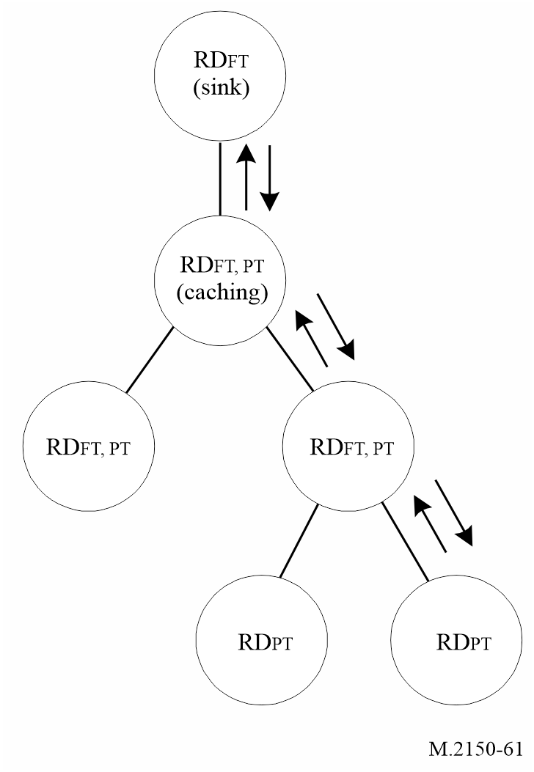 RDFT
(sink)
RDFT, PT
(caching)
RDFT, PT
RDFT, PT
RDPT
RDPT
M.2150-61